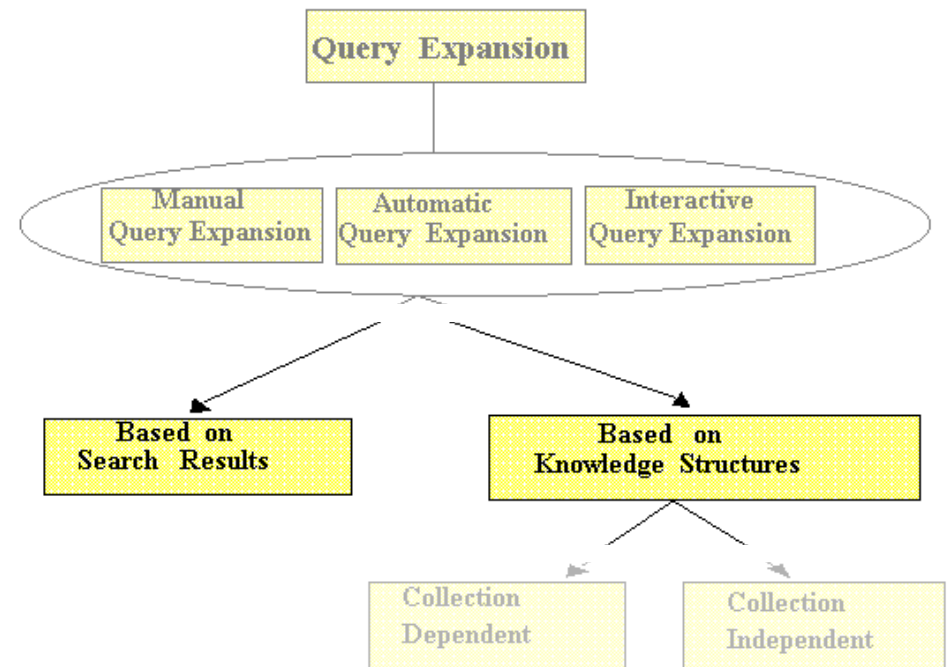 Query Expansion
Manual
Query Expansion
Automatic
Query Expansion
Interactive
Query Expansion
Based on
Search Results
Based on
Knowledge Structures
Collection
Dependent
Collection
Independent